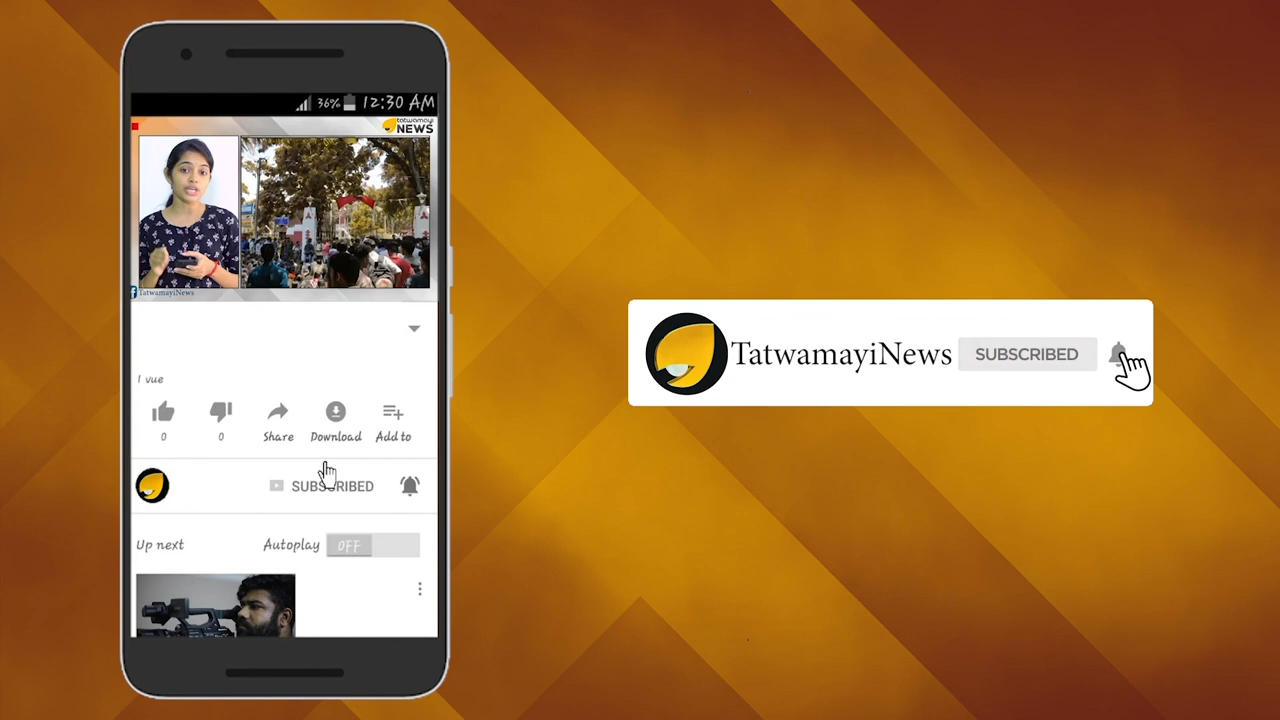 36% 12:30 AM
tatwamayi
NEWS
TatwamayiNews
1 vue
0 0 Share Download Add to
SUBSCRIBED
Up next Autoplay OFF
TatwamayiNews SUBSCRIBED